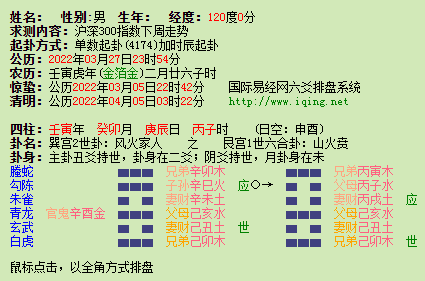 姓名： 性别:男 生年： 经度：120度0分
求测内容：沪深300指数下周走势
起卦方式：单数起卦(4174)加时辰起卦
公历：2022年03月27日23时54分
农历：壬寅虎年(金箔金)二月廿六子时
惊蛰：公历2022年03月05日22时42分 国际易经网六爻排盘系统
清明：公历2022年04月05日03时22分 http://www.iqing.net
四柱：壬寅年 癸卯月 庚辰日 丙子时 (日空：申酉)
卦名：巽宫2世卦：风火家人 之 艮宫1世六合卦：山火贲
卦身：主卦丑爻持世，卦身在二爻；阴爻持世，月卦身在未
螣蛇 兄弟辛卯木 兄弟丙寅木
勾陈 子孙辛巳火 应○→ 父母丙子水
朱雀 妻财辛未土 妻财丙戌土 应
青龙 官鬼辛酉金 父母己亥水 父母己亥水
玄武 妻财己丑土 世 妻财己丑土
白虎 兄弟己卯木 兄弟己卯木 世
鼠标点击，以全角方式排盘